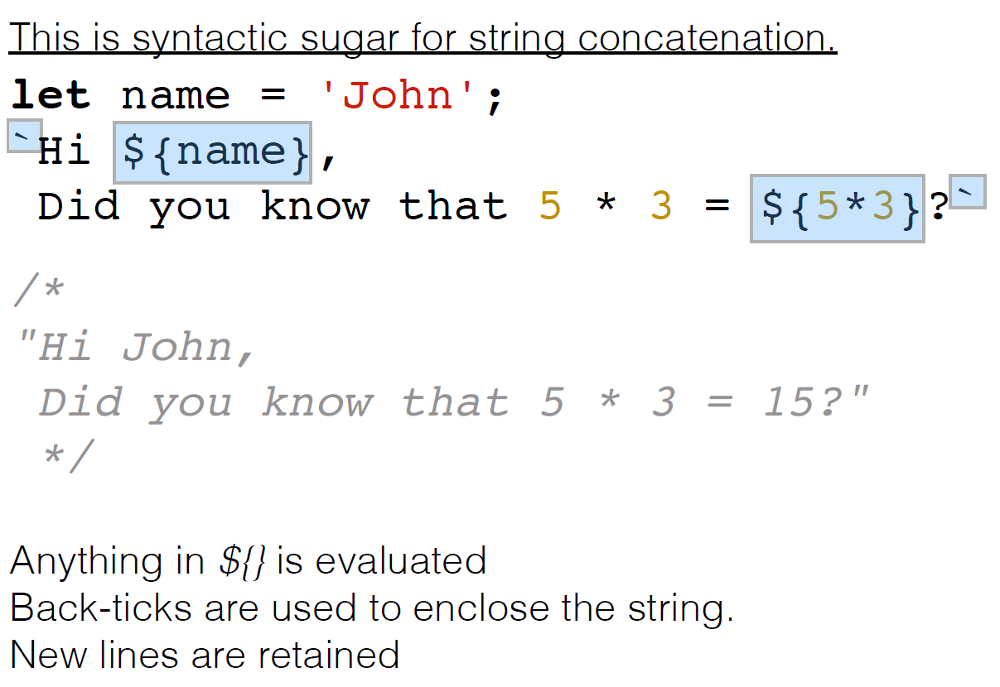 This is syntactic sugar for string concatenation.
let name = 'John';
`Hi ${name},
Did you know that 5 * 3 = ${5*3}?`
/*
"Hi John,
Did you know that 5 * 3 = 15?"
*/
Anything in ${} is evaluated
Back-ticks are used to enclose the string.
New lines are retained